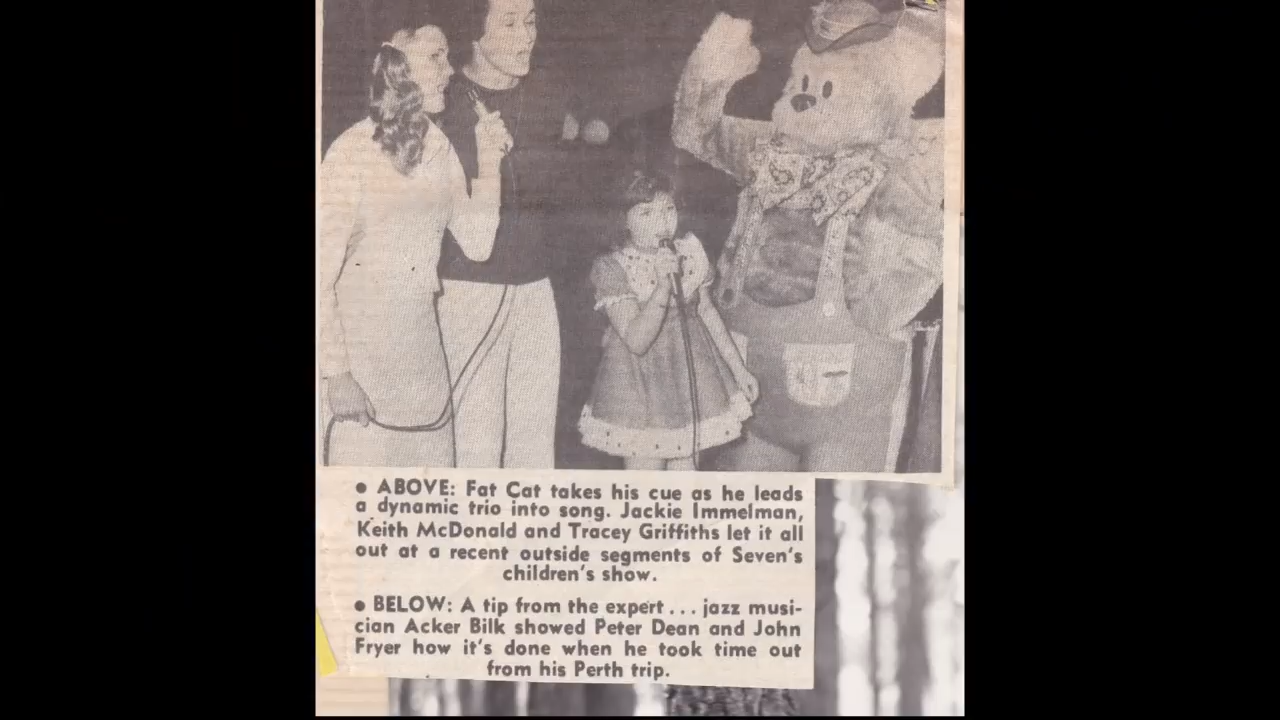 • ABOVE: Fat Cat takes his cue as he leads
a dynamic trio into song. Jackie Immelman,
Keith McDonald and Tracey Griffiths let it all
out at a recent outside segments of Seven's
children's show.
• BELOW: A tip from the expert . . . jazz musi-
cian Acker Bilk showed Peter Dean and John
Fryer how it's done when he took time out
from his Perth trip.